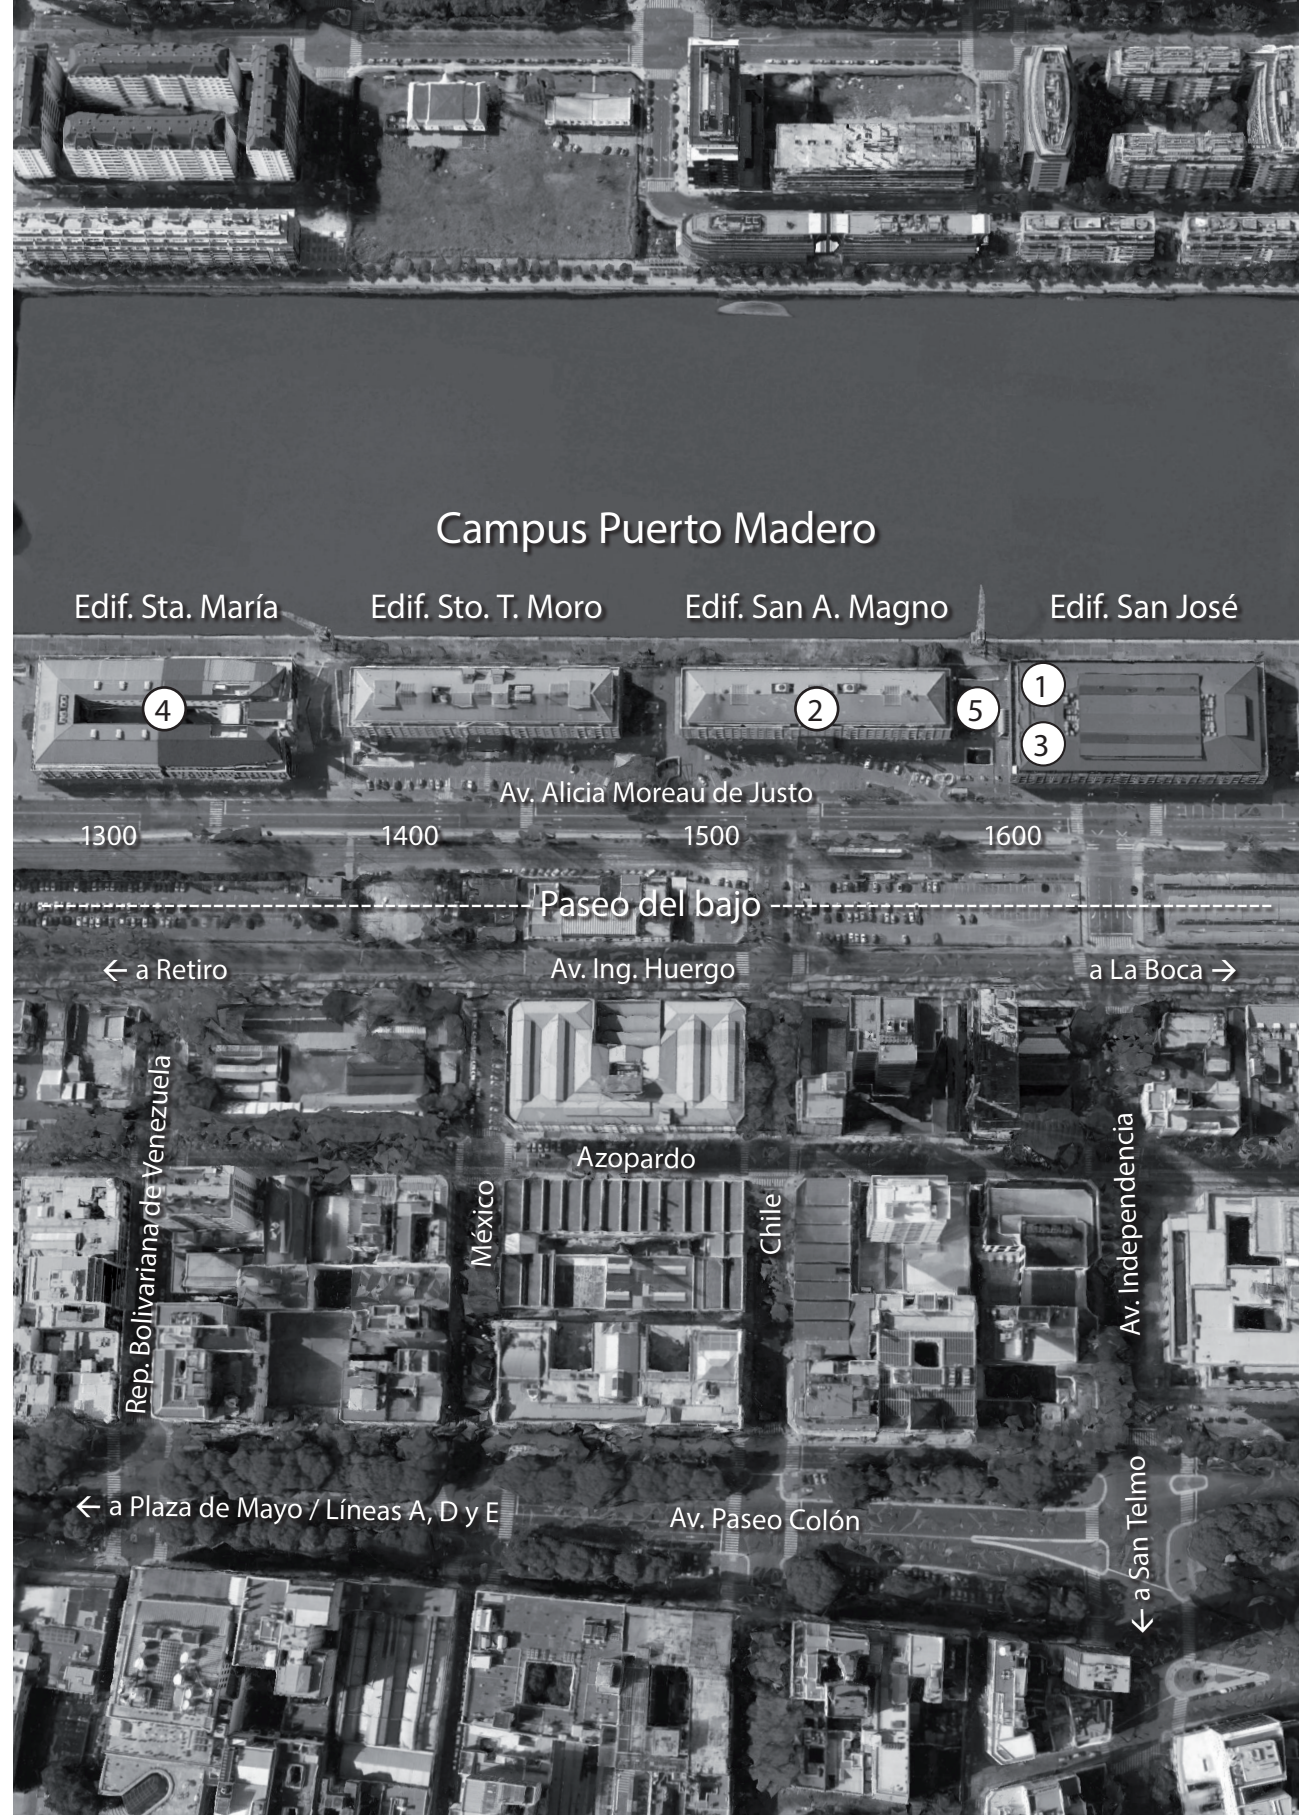 Campus Puerto Madero
Edif. Sta. María
Edif. Sto. T. Moro
Edif. San A. Magno
Edif. San José
1
4
2
5
3
Av. Alicia Moreau de Justo
1300
1400
1500
1600
Paseo del bajo
← a Retiro
Av. Ing. Huergo
a La Boca →
Rep. Bolivariana de Venezuela
Azopardo
México
Chile
Av. Independencia
← a Plaza de Mayo / Líneas A, D y E
Av. Paseo Colón
← a San Telmo